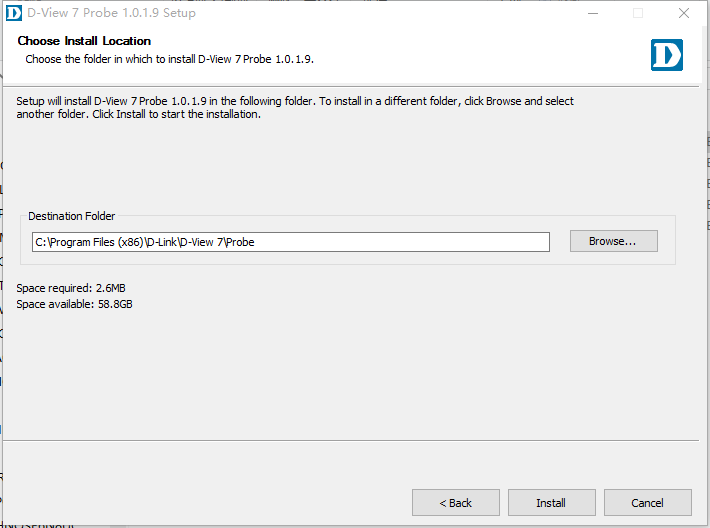 D-View 7 Probe 1.0.1.9 Setup
Choose Install Location
Choose the folder in which to install D-View 7 Probe 1.0.1.9.
D
Setup will install D-View 7 Probe 1.0.1.9 in the following folder. To install in a different folder, click Browse and select
another folder. Click Install to start the installation.
Destination Folder
C:\Program Files (x86)\D-Link\D-View 7\Probe
Browse...
Space required: 2.6MB
Space available: 58.8GB
< Back
Install
Cancel